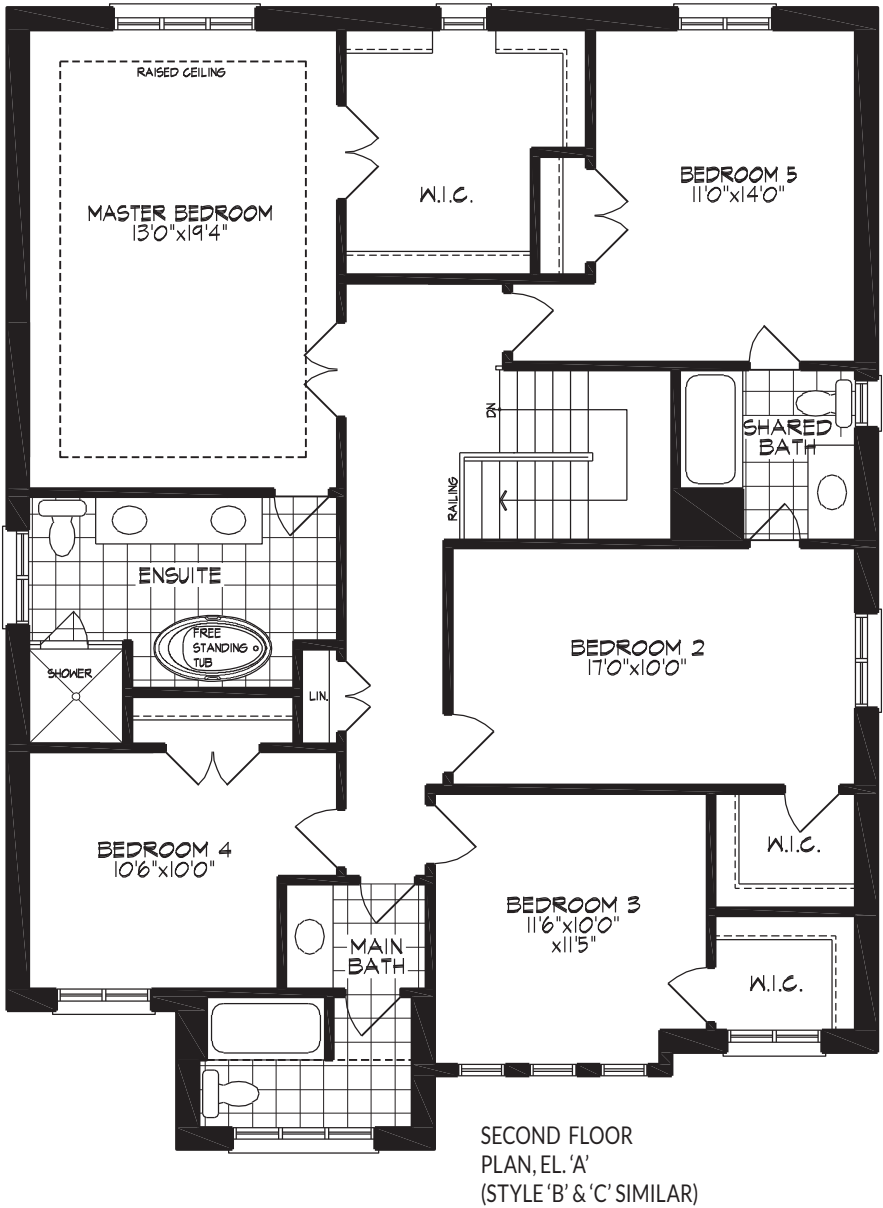 RAISED CEILING
MASTER BEDROOM
13'0"x19'4"
W.I.C.
BEDROOM 5
11'0"x14'0"
DN
RAILING
SHARED
BATH
ENSUITE
FREE
STANDING
TUB
SHOWER
LIN.
BEDROOM 2
17'0"x10'0"
W.I.C.
BEDROOM 4
10'6"x10'0"
BEDROOM 3
11'6"x10'0"
x11'5"
MAIN
BATH
W.I.C.
SECOND FLOOR
PLAN, EL. ‘A’
(STYLE ‘B’ & ‘C’ SIMILAR)